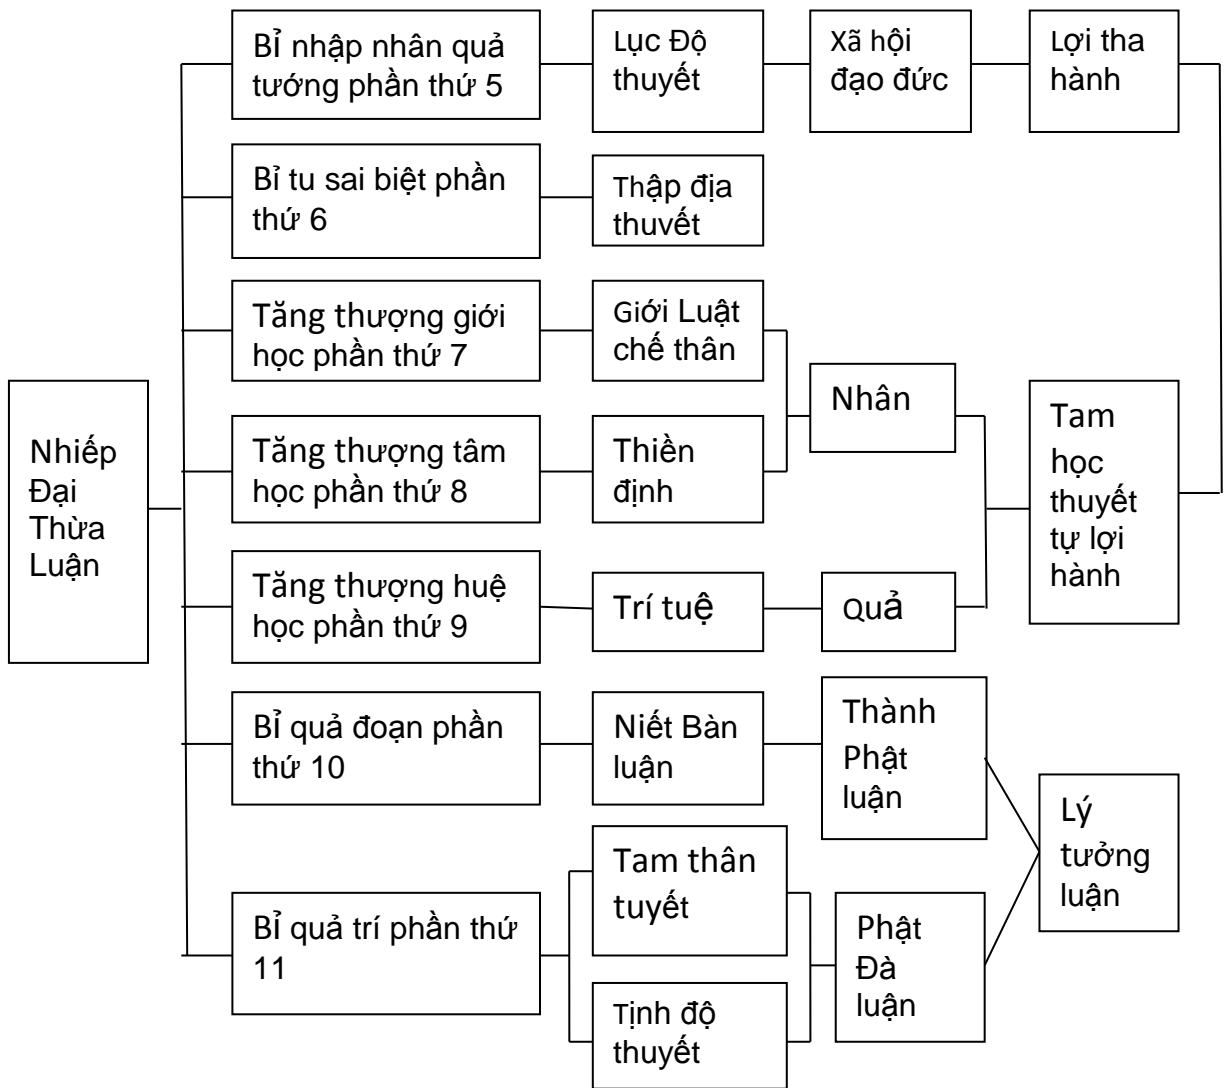 Bỉ nhập nhân quả
tướng phần thứ 5
Lục Độ
thuyết
Xã hội
đạo đức
Lợi tha
hành
Bỉ tu sai biệt phần
thứ 6
Thập địa
thuvết
Tăng thượng giới
học phần thứ 7
Giới Luật
chế thân
Nhân
Nhiếp
Đại
Thừa
Luận
Tăng thượng tâm
học phần thứ 8
Thiền
định
Tam
học
thuyết
tự lợi
hành
Tăng thượng huệ
học phần thứ 9
Trí tuệ
Quả
Bỉ quả đoạn phần
thứ 10
Niết Bàn
luận
Thành
Phật
luận
Lý
tưởng
luận
Bỉ quả trí phần thứ
11
Tam thân
tuyết
Phật
Đà
luận
Tịnh độ
thuyết